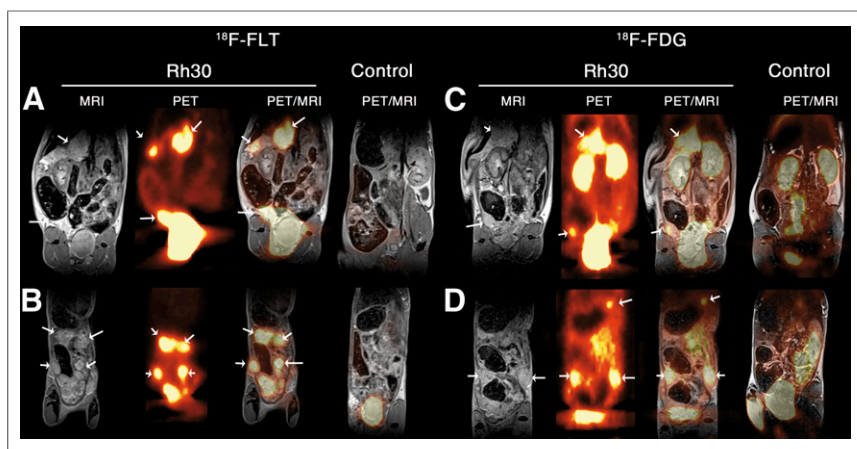 ¹⁸F-FLT ¹⁸F-FDG
Rh30 Control Rh30 Control
A MRI PET PET/MRI PET/MRI C MRI PET PET/MRI PET/MRI
B D